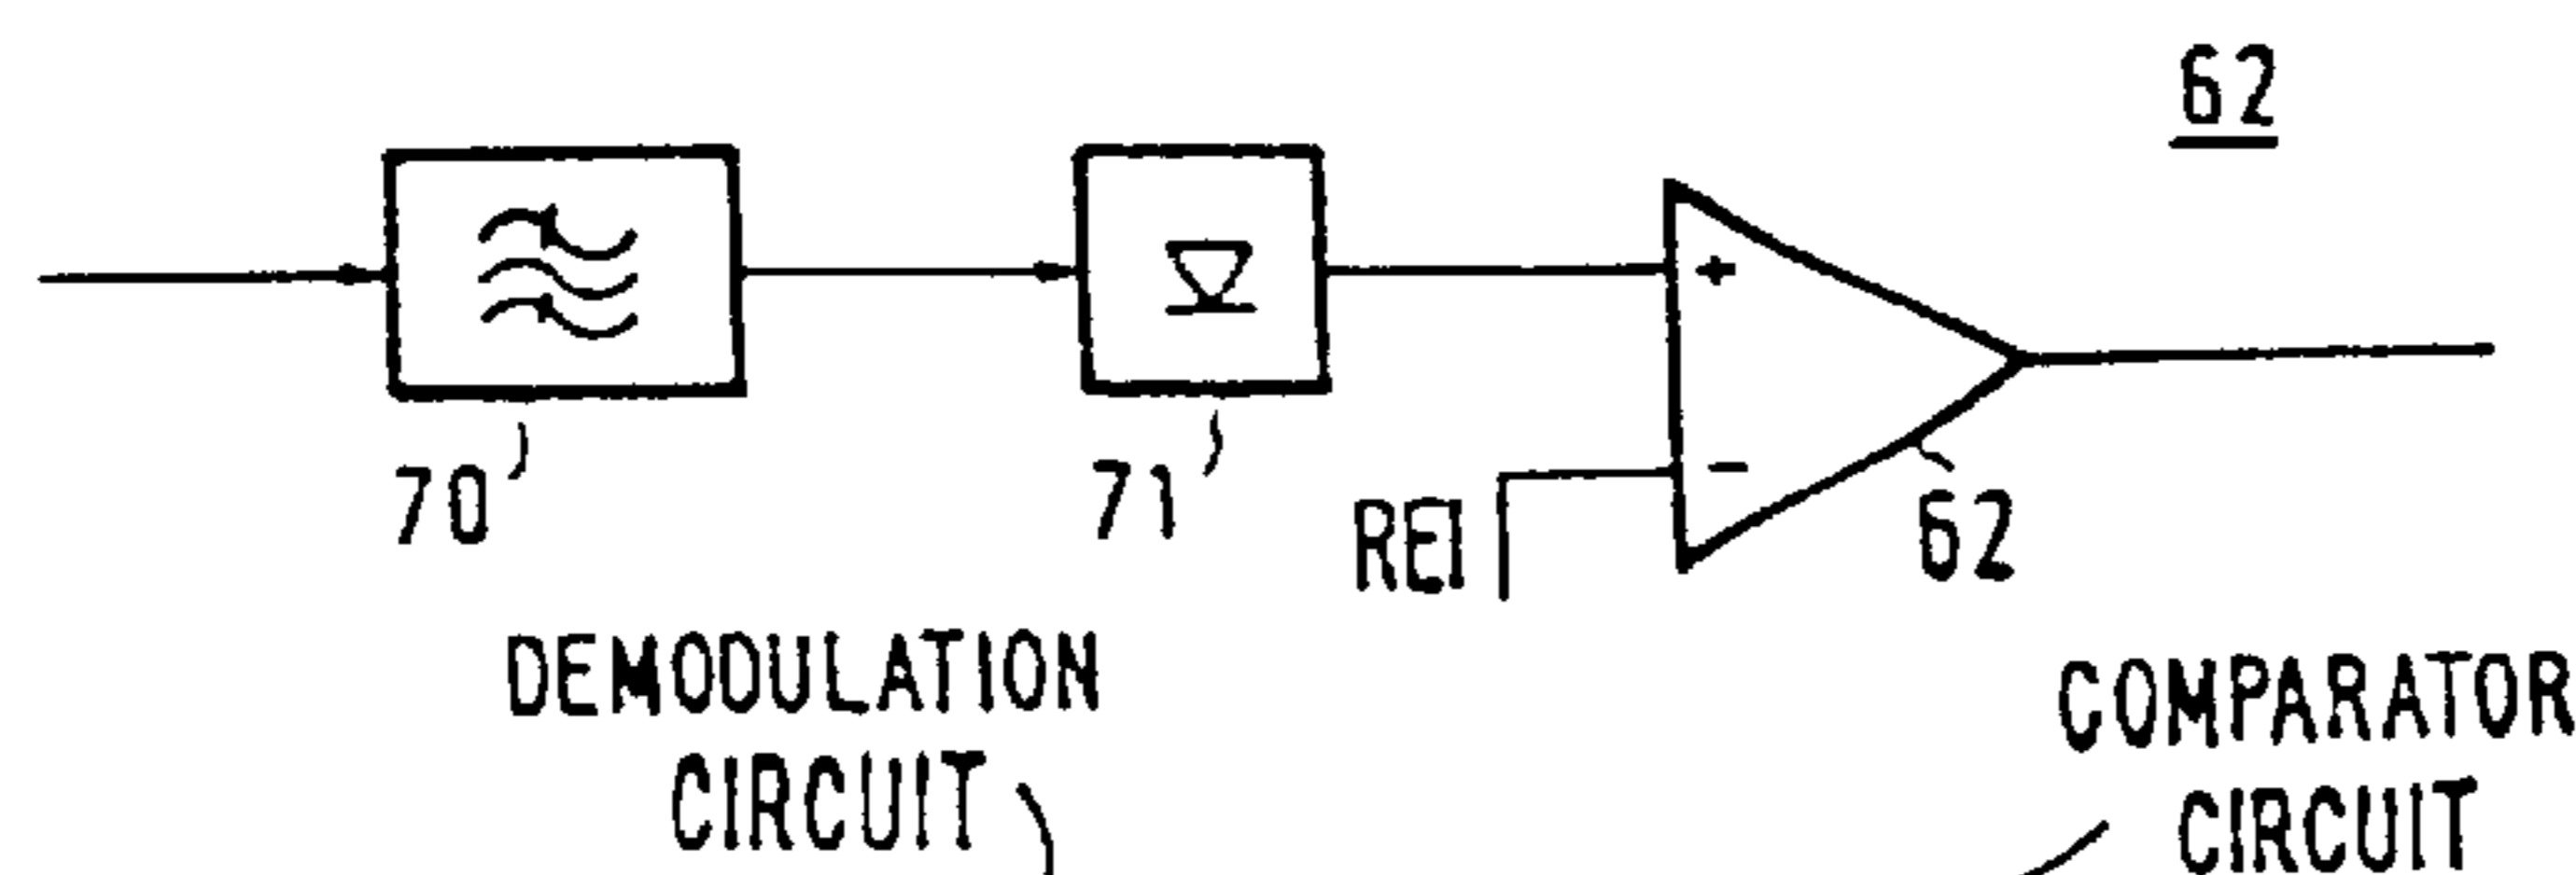 62
+
-
70
71
REI
62
DEMODULATION
CIRCUIT
COMPARATOR
CIRCUIT